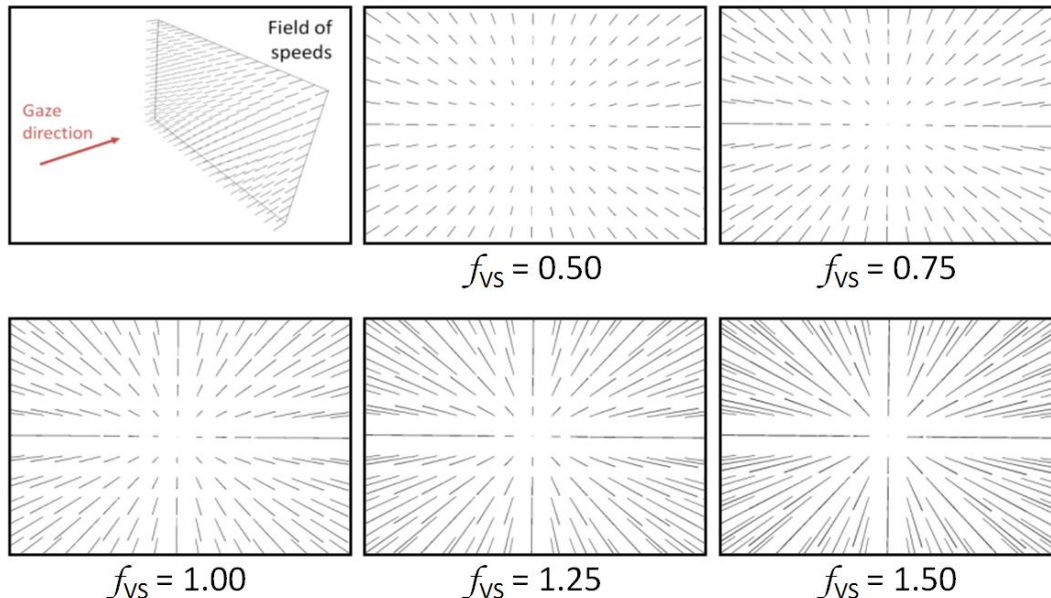 Field of
speeds
Gaze
direction
fVS = 0.50
fVS = 0.75
fVS = 1.00
fVS = 1.25
fVS = 1.50